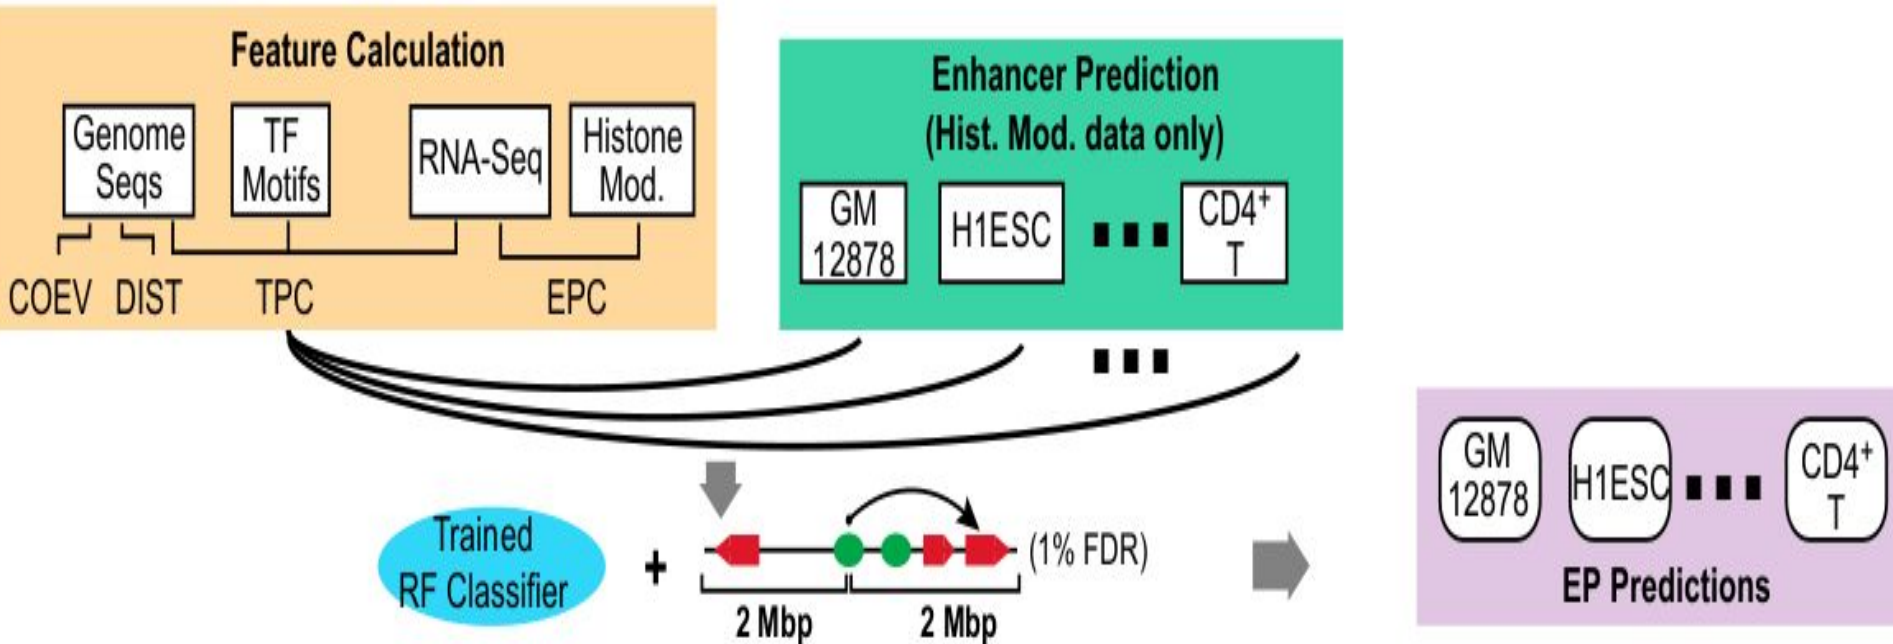 Feature Calculation
Genome
Seqs
TF
Motifs
RNA-Seq
Histone
Mod.
COEV DIST TPC EPC
Enhancer Prediction
(Hist. Mod. data only)
GM
12878
H1ESC
CD4+
T
Trained
RF Classifier
+
(1% FDR)
2 Mbp 2 Mbp
GM
12878
H1ESC
CD4+
T
EP Predictions